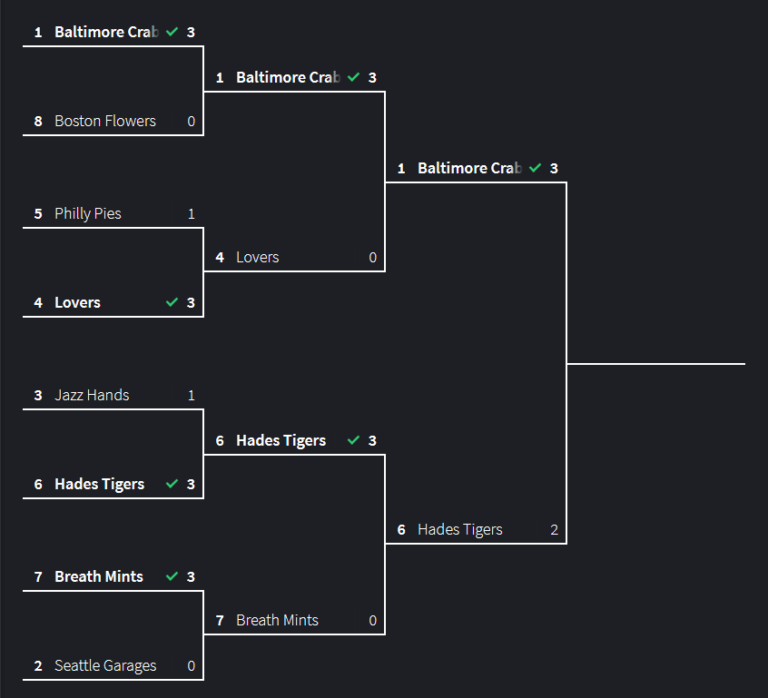 1 Baltimore Crab ✓ 3
8 Boston Flowers 0
5 Philly Pies 1
4 Lovers ✓ 3
3 Jazz Hands 1
6 Hades Tigers ✓ 3
7 Breath Mints ✓ 3
2 Seattle Garages 0
1 Baltimore Crab ✓ 3
4 Lovers 0
6 Hades Tigers ✓ 3
7 Breath Mints 0
1 Baltimore Crab ✓ 3
6 Hades Tigers 2